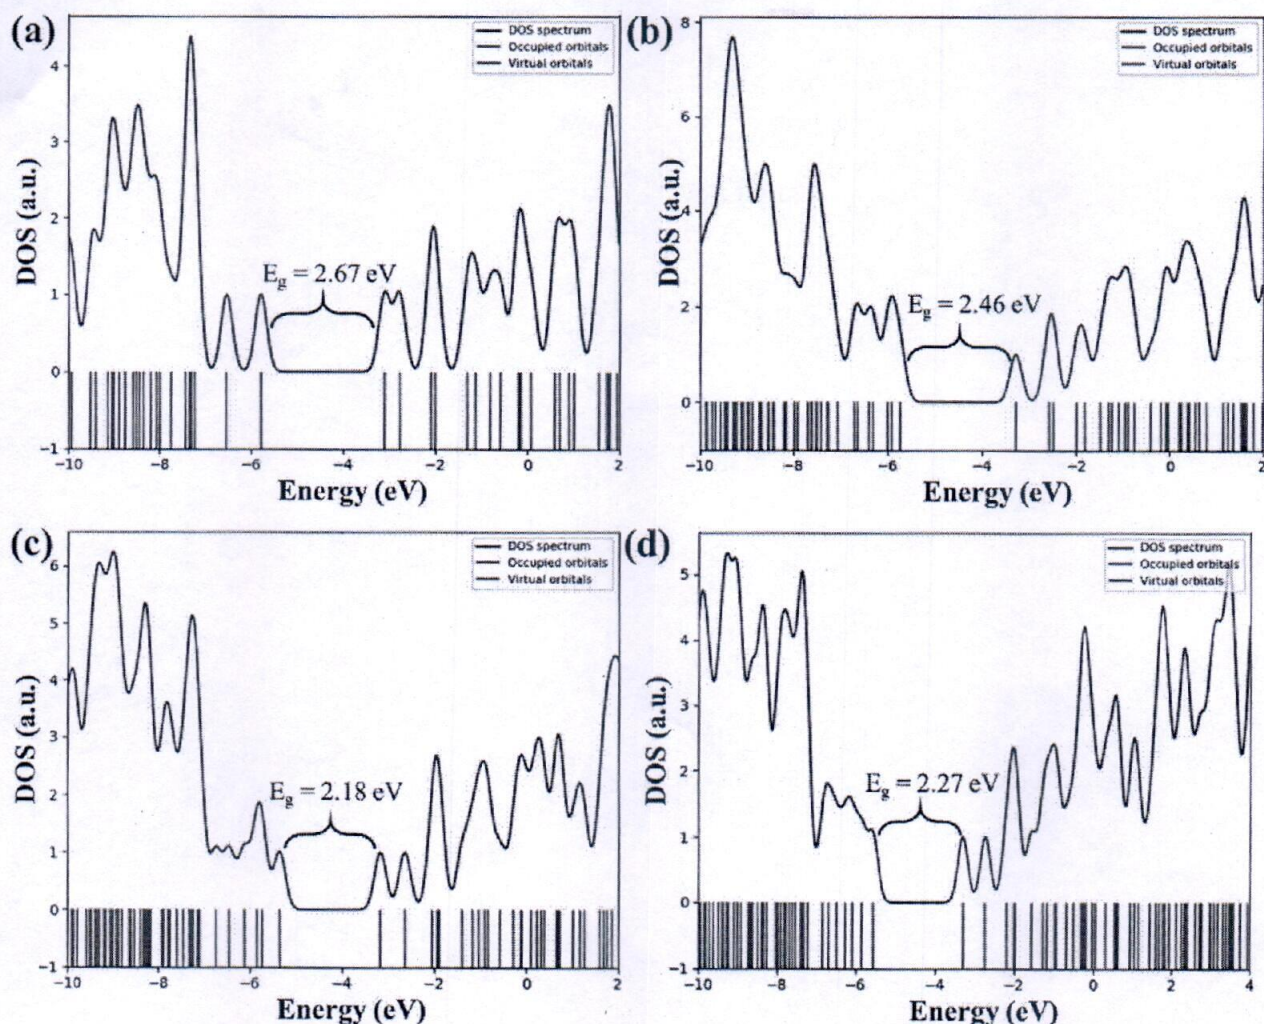 (a)
DOS spectrum
Occupied orbitals
Virtual orbitals
4
3
2
1
0
−1
DOS (a.u.)
E_g = 2.67 eV
−10 −8 −6 −4 −2 0 2
Energy (eV)
(b)
DOS spectrum
Occupied orbitals
Virtual orbitals
8
6
4
2
0
DOS (a.u.)
E_g = 2.46 eV
−10 −8 −6 −4 −2 0 2
Energy (eV)
(c)
DOS spectrum
Occupied orbitals
Virtual orbitals
6
5
4
3
2
1
0
−1
DOS (a.u.)
E_g = 2.18 eV
−10 −8 −6 −4 −2 0 2
Energy (eV)
(d)
DOS spectrum
Occupied orbitals
Virtual orbitals
5
4
3
2
1
0
−1
DOS (a.u.)
E_g = 2.27 eV
−10 −8 −6 −4 −2 0 2 4
Energy (eV)